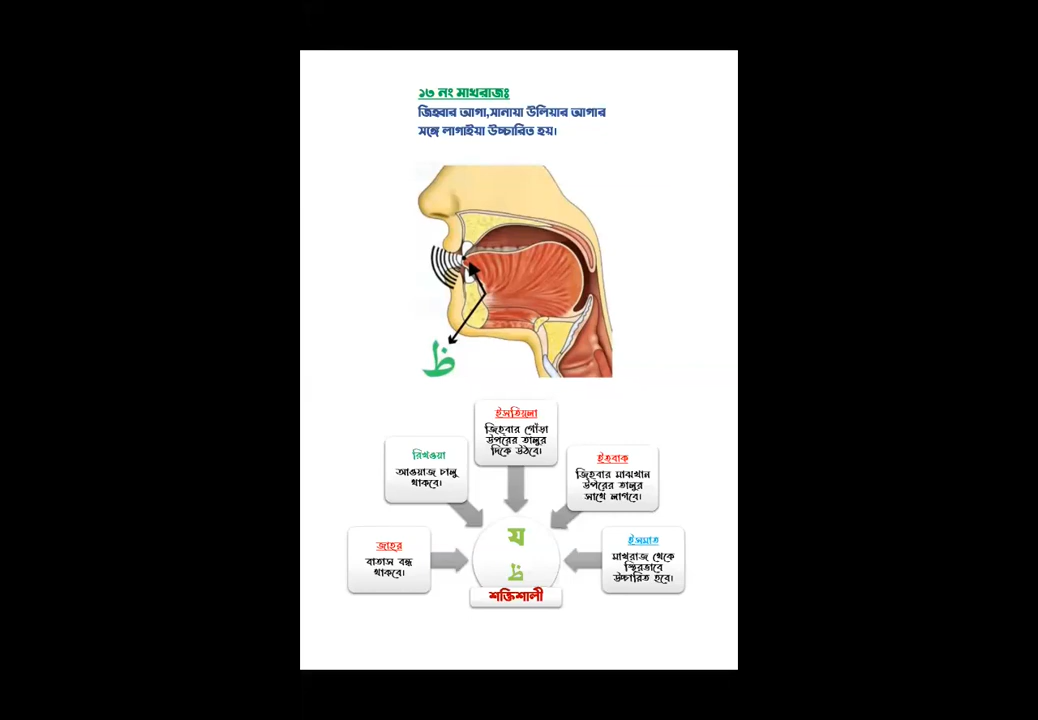 ১৩ নং মাখরাজঃ
জিহ্বার আগা,সানায়া উলিয়ার আগার
সঙ্গে লাগাইয়া উচ্চারিত হয়।
ظ
ইসতিয়লা
জিহবার গোঁড়া
উপরের তালুর
দিকে উঠবে।
রিখওয়া
আওয়াজ চালু
থাকবে।
ইতবাক
জিহবার মাঝখান
উপরের তালুর
সাথে লাগবে।
জাহর
বাতাস বন্ধ
থাকবে।
ইসমাত
মাখরাজ থেকে
স্থিরভাবে
উচ্চারিত হবে।
য
ظ
শক্তিশালী